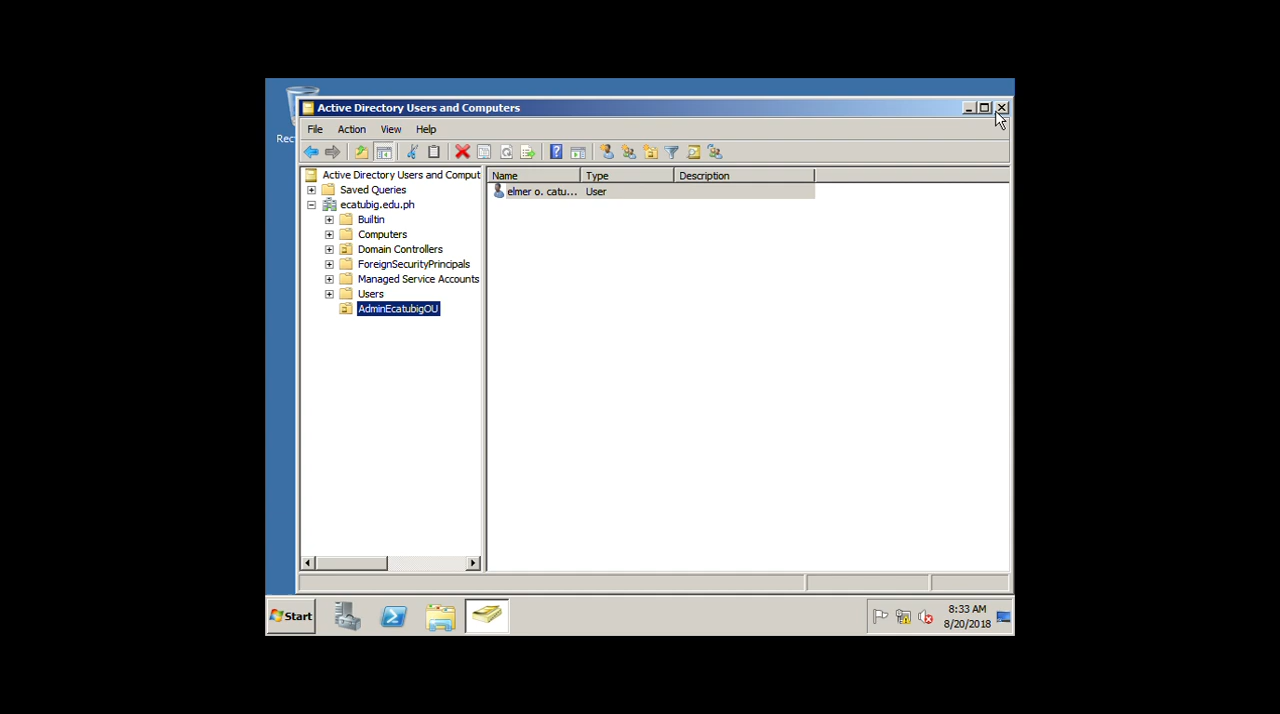 Rec
Active Directory Users and Computers
File Action View Help
Active Directory Users and Comput
Saved Queries
ecatubig.edu.ph
Builtin
Computers
Domain Controllers
ForeignSecurityPrincipals
Managed Service Accounts
Users
AdminEcatubigOU
Name Type Description
elmer o. catu... User
Start
8:33 AM
8/20/2018